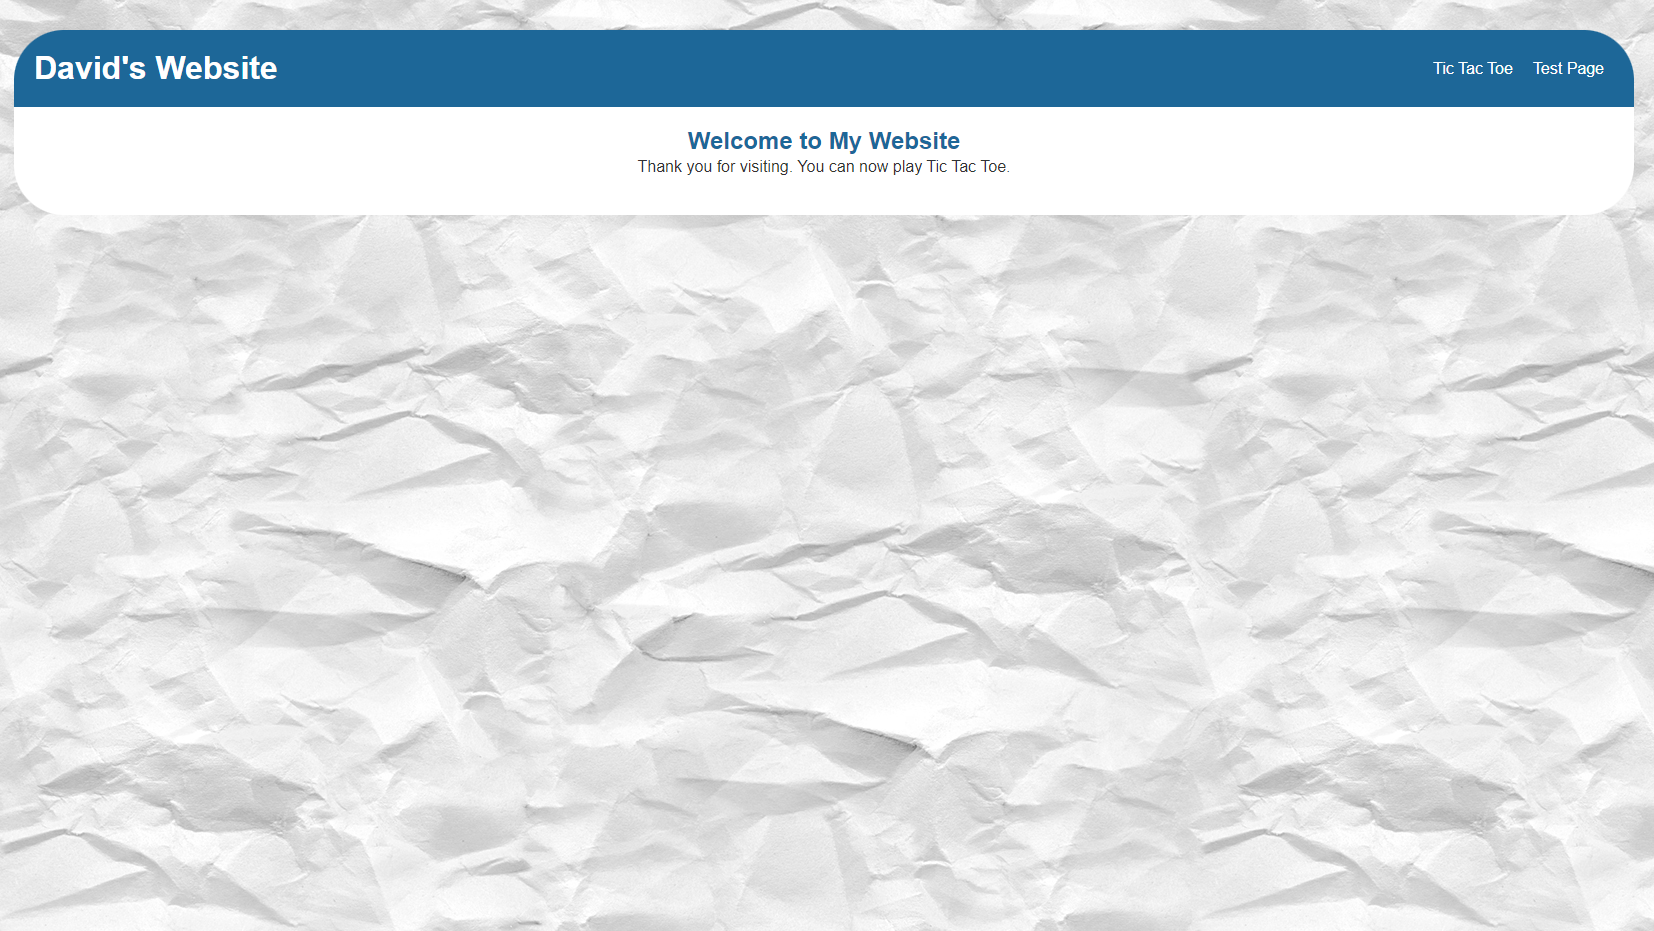 David's Website
Tic Tac Toe Test Page
Welcome to My Website
Thank you for visiting. You can now play Tic Tac Toe.